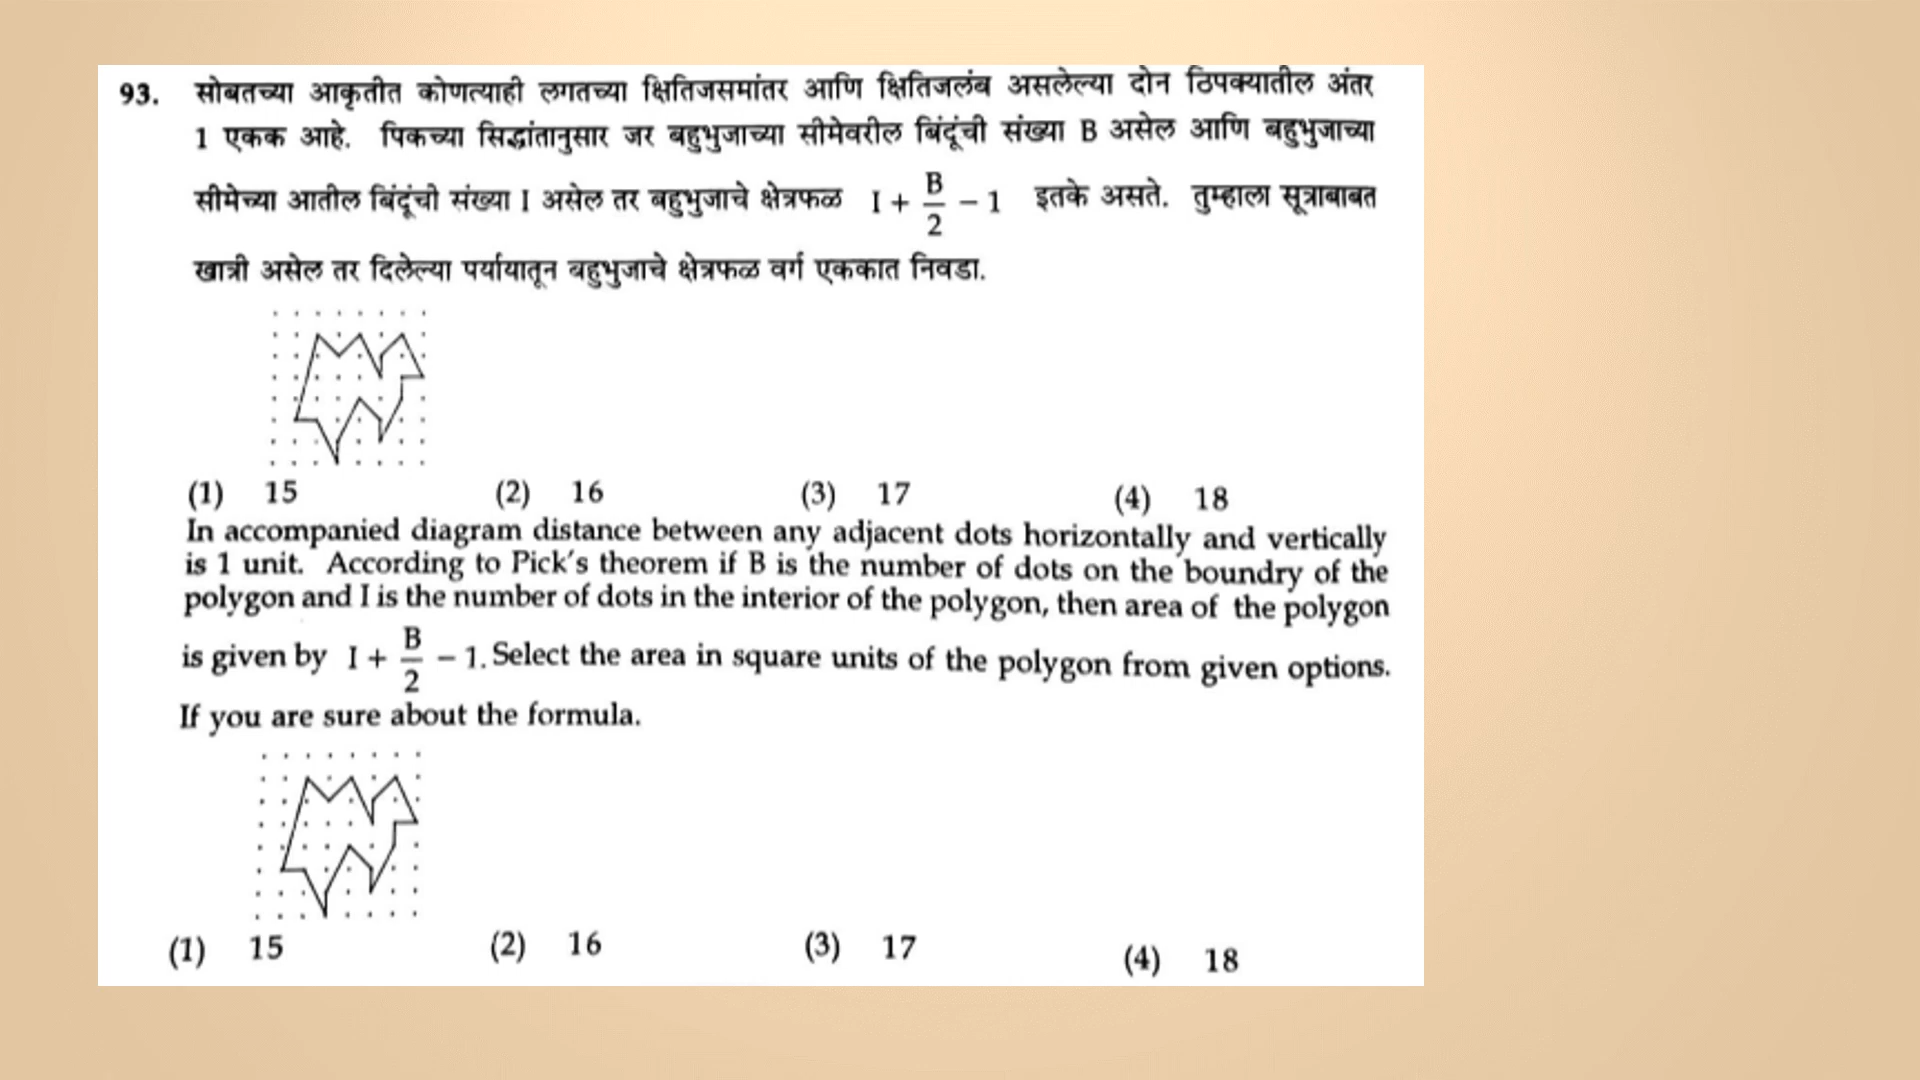 93. सोबतच्या आकृतीत कोणत्याही लगतच्या क्षितिजसमांतर आणि क्षितिजलंब असलेल्या दोन ठिपक्यातील अंतर
1 एकक आहे. पिकच्या सिद्धांतानुसार जर बहुभुजाच्या सीमेवरील बिंदूंची संख्या B असेल आणि बहुभुजाच्या
सीमेच्या आतील बिंदूंची संख्या I असेल तर बहुभुजाचे क्षेत्रफळ I + B/2 − 1 इतके असते. तुम्हाला सूत्राबाबत
खात्री असेल तर दिलेल्या पर्यायातून बहुभुजाचे क्षेत्रफळ वर्ग एककात निवडा.
(1) 15 (2) 16 (3) 17 (4) 18
In accompanied diagram distance between any adjacent dots horizontally and vertically
is 1 unit. According to Pick's theorem if B is the number of dots on the boundry of the
polygon and I is the number of dots in the interior of the polygon, then area of the polygon
is given by I + B/2 − 1. Select the area in square units of the polygon from given options.
If you are sure about the formula.
(1) 15 (2) 16 (3) 17 (4) 18